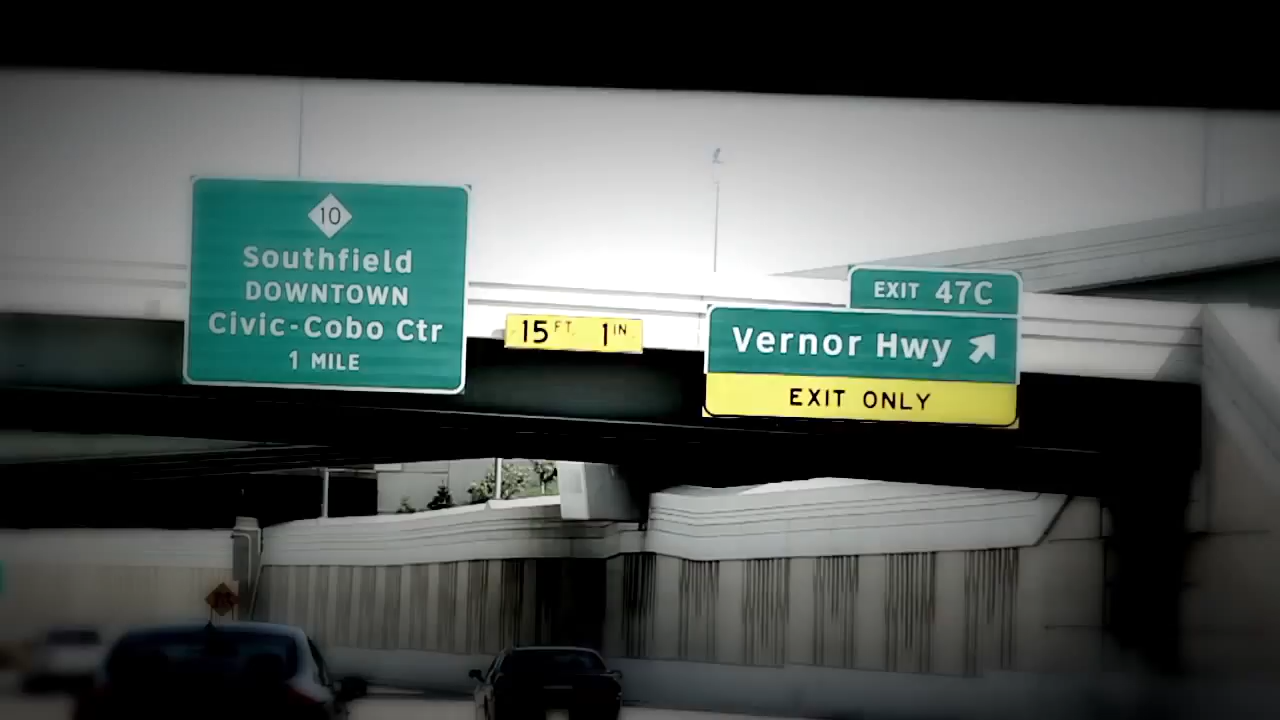 10
Southfield
DOWNTOWN
Civic-Cobo Ctr
1 MILE
15 FT 1 IN
EXIT 47C
Vernor Hwy
EXIT ONLY